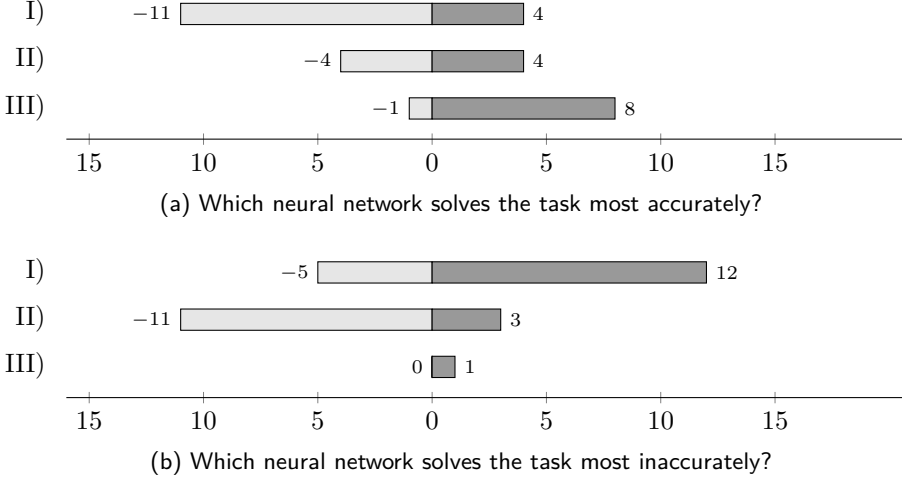 I) −11 4
II) −4 4
III) −1 8
15 10 5 0 5 10 15
(a) Which neural network solves the task most accurately?
I) −5 12
II) −11 3
III) 0 1
15 10 5 0 5 10 15
(b) Which neural network solves the task most inaccurately?